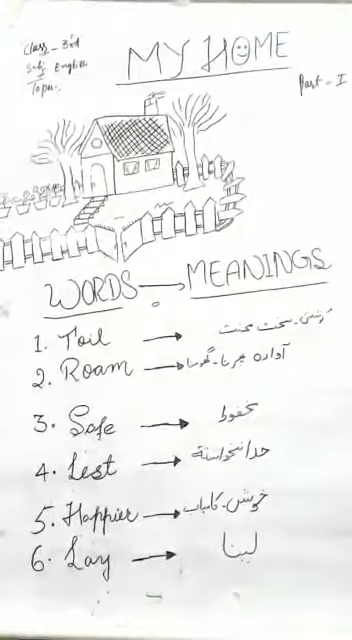 Class - 3rd
Subj English
Topic:
MY HOME
Part - I
WORDS → MEANINGS
1. Toil → کوشش۔ سخت محنت
2. Roam → آوارہ پھرنا۔ گھومنا
3. Safe → محفوظ
4. Lest → خدانخواستہ
5. Happier → خوش۔ کامیاب
6. Lay → لیٹنا